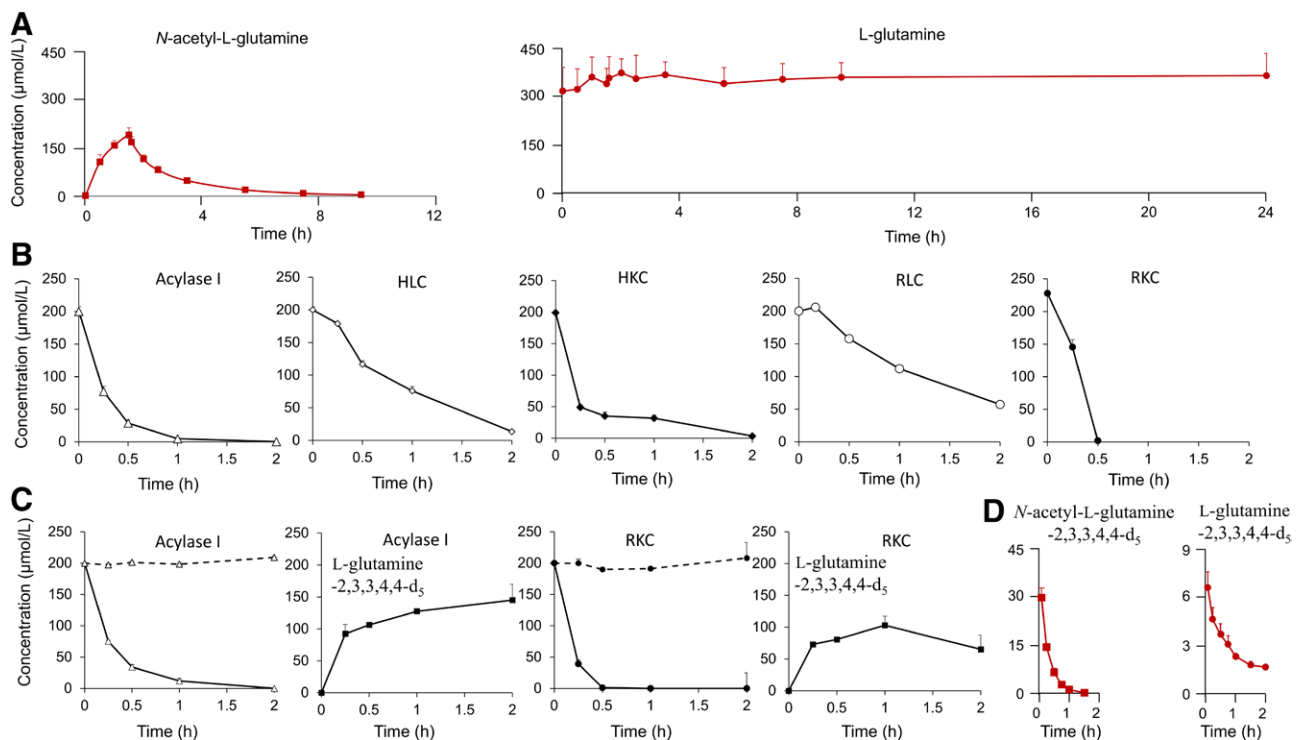 A
N-acetyl-L-glutamine
L-glutamine
Concentration (µmol/L)
450
300
150
0
0 4 8 12
Time (h)
450
300
150
0
0 4 8 12 16 20 24
Time (h)
B
Concentration (µmol/L)
Acylase I
250
200
150
100
50
0
0 0.5 1 1.5 2
Time (h)
HLC
250
200
150
100
50
0
0 0.5 1 1.5 2
Time (h)
HKC
250
200
150
100
50
0
0 0.5 1 1.5 2
Time (h)
RLC
250
200
150
100
50
0
0 0.5 1 1.5 2
Time (h)
RKC
250
200
150
100
50
0
0 0.5 1 1.5 2
Time (h)
C
Concentration (µmol/L)
Acylase I
250
200
150
100
50
0
0 0.5 1 1.5 2
Time (h)
Acylase I
L-glutamine
-2,3,3,4,4-d₅
250
200
150
100
50
0
0 0.5 1 1.5 2
Time (h)
RKC
250
200
150
100
50
0
0 0.5 1 1.5 2
Time (h)
RKC
L-glutamine
-2,3,3,4,4-d₅
250
200
150
100
50
0
0 0.5 1 1.5 2
Time (h)
D
N-acetyl-L-glutamine
-2,3,3,4,4-d₅
45
30
15
0
0 1 2
Time (h)
L-glutamine
-2,3,3,4,4-d₅
9
6
3
0
0 1 2
Time (h)